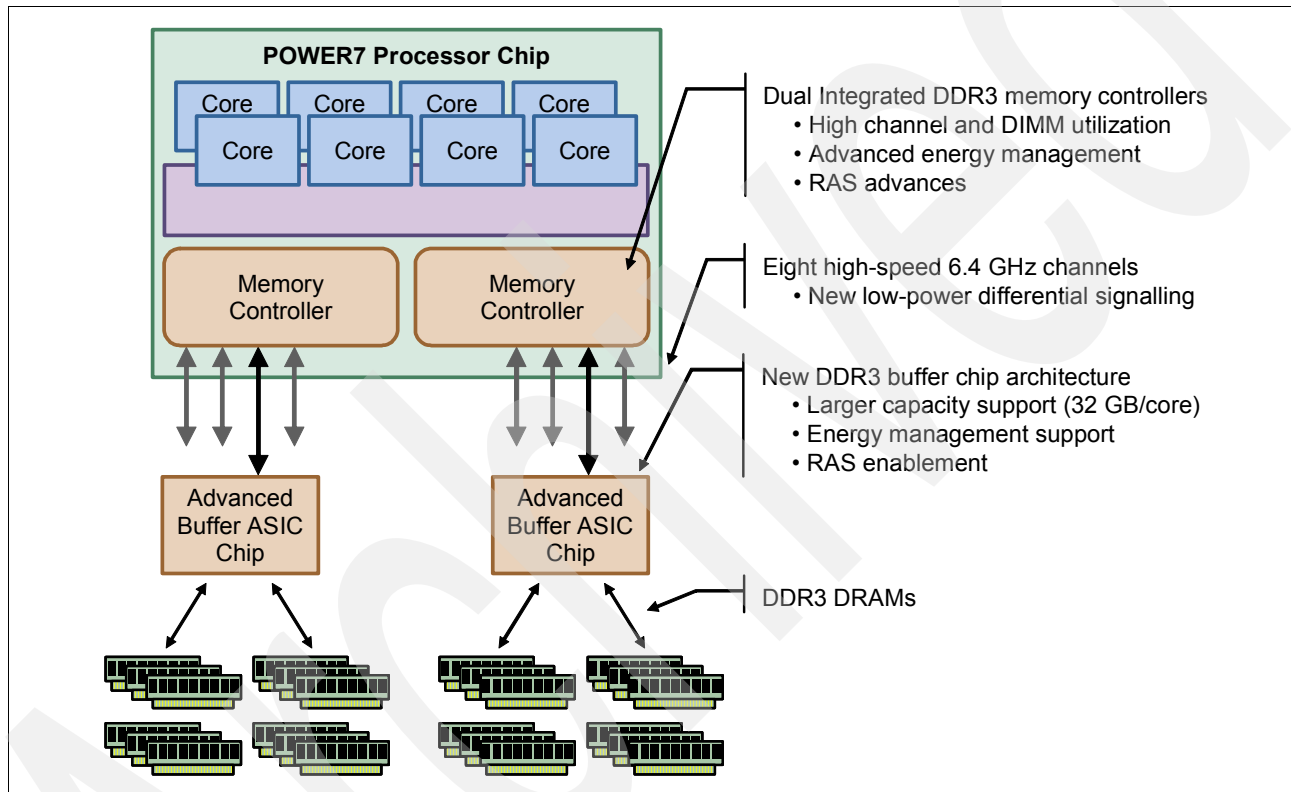 POWER7 Processor Chip
Core Core Core Core
Core Core Core Core
Memory
Controller
Memory
Controller
Advanced
Buffer ASIC
Chip
Advanced
Buffer ASIC
Chip
Dual Integrated DDR3 memory controllers
• High channel and DIMM utilization
• Advanced energy management
• RAS advances
Eight high-speed 6.4 GHz channels
• New low-power differential signalling
New DDR3 buffer chip architecture
• Larger capacity support (32 GB/core)
• Energy management support
• RAS enablement
DDR3 DRAMs
Archived